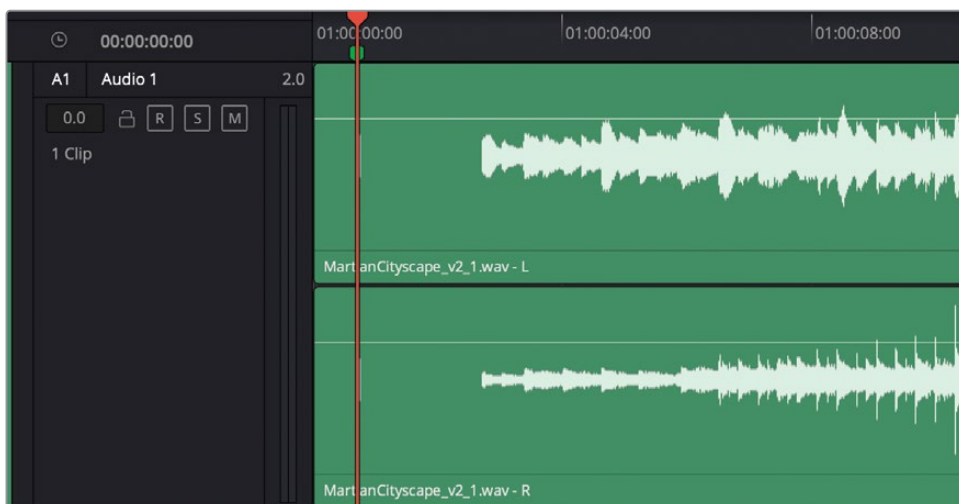 00:00:00:00
01:00:00:00 01:00:04:00 01:00:08:00
A1 Audio 1 2.0
0.0 R S M
1 Clip
MartianCityscape_v2_1.wav - L
MartianCityscape_v2_1.wav - R